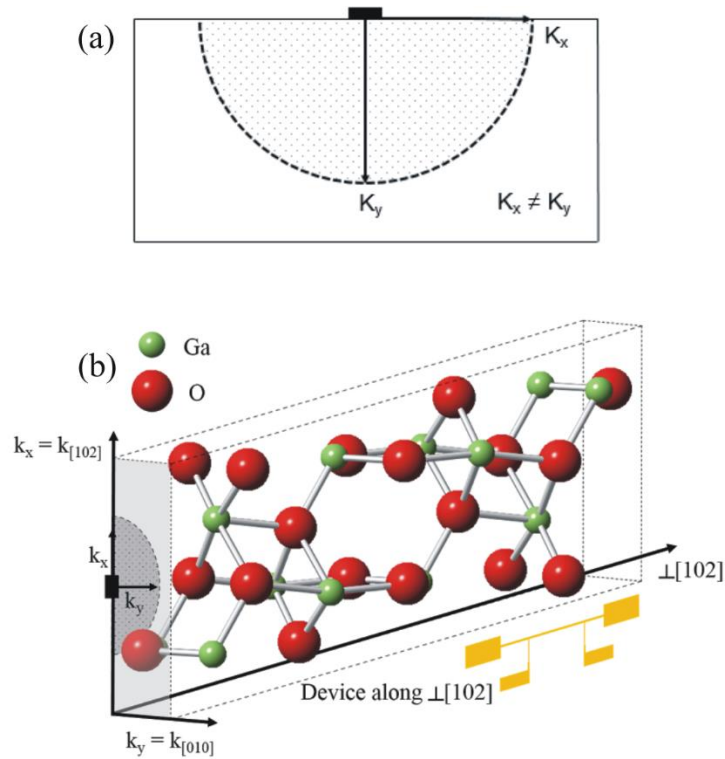 (a)
Kx
Ky
Kx ≠ Ky
Ga
(b)
O
kx = k[102]
kx
ky
⊥[102]
Device along ⊥[102]
ky = k[010]